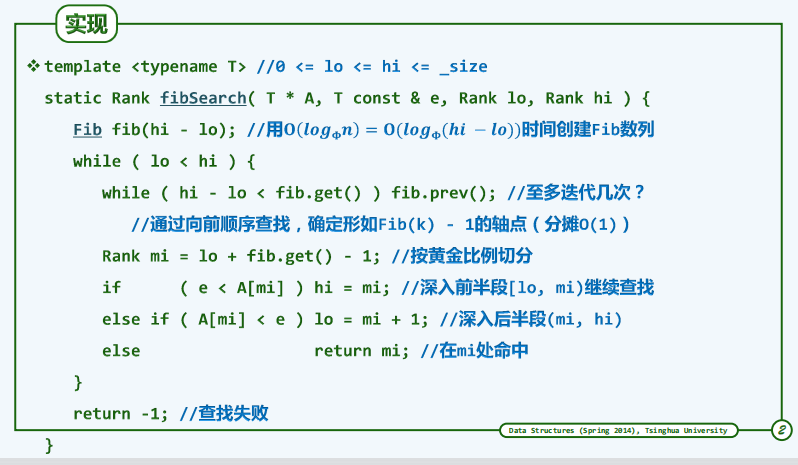 实现
❖template <typename T> //0 <= lo <= hi <= _size
static Rank fibSearch( T * A, T const & e, Rank lo, Rank hi ) {
Fib fib(hi - lo); //用O(logΦn) = O(logΦ(hi - lo))时间创建Fib数列
while ( lo < hi ) {
while ( hi - lo < fib.get() ) fib.prev(); //至多迭代几次？
//通过向前顺序查找，确定形如Fib(k) - 1的轴点（分摊O(1)）
Rank mi = lo + fib.get() - 1; //按黄金比例切分
if ( e < A[mi] ) hi = mi; //深入前半段[lo, mi)继续查找
else if ( A[mi] < e ) lo = mi + 1; //深入后半段(mi, hi)
else return mi; //在mi处命中
}
return -1; //查找失败
}
Data Structures (Spring 2014), Tsinghua University
2